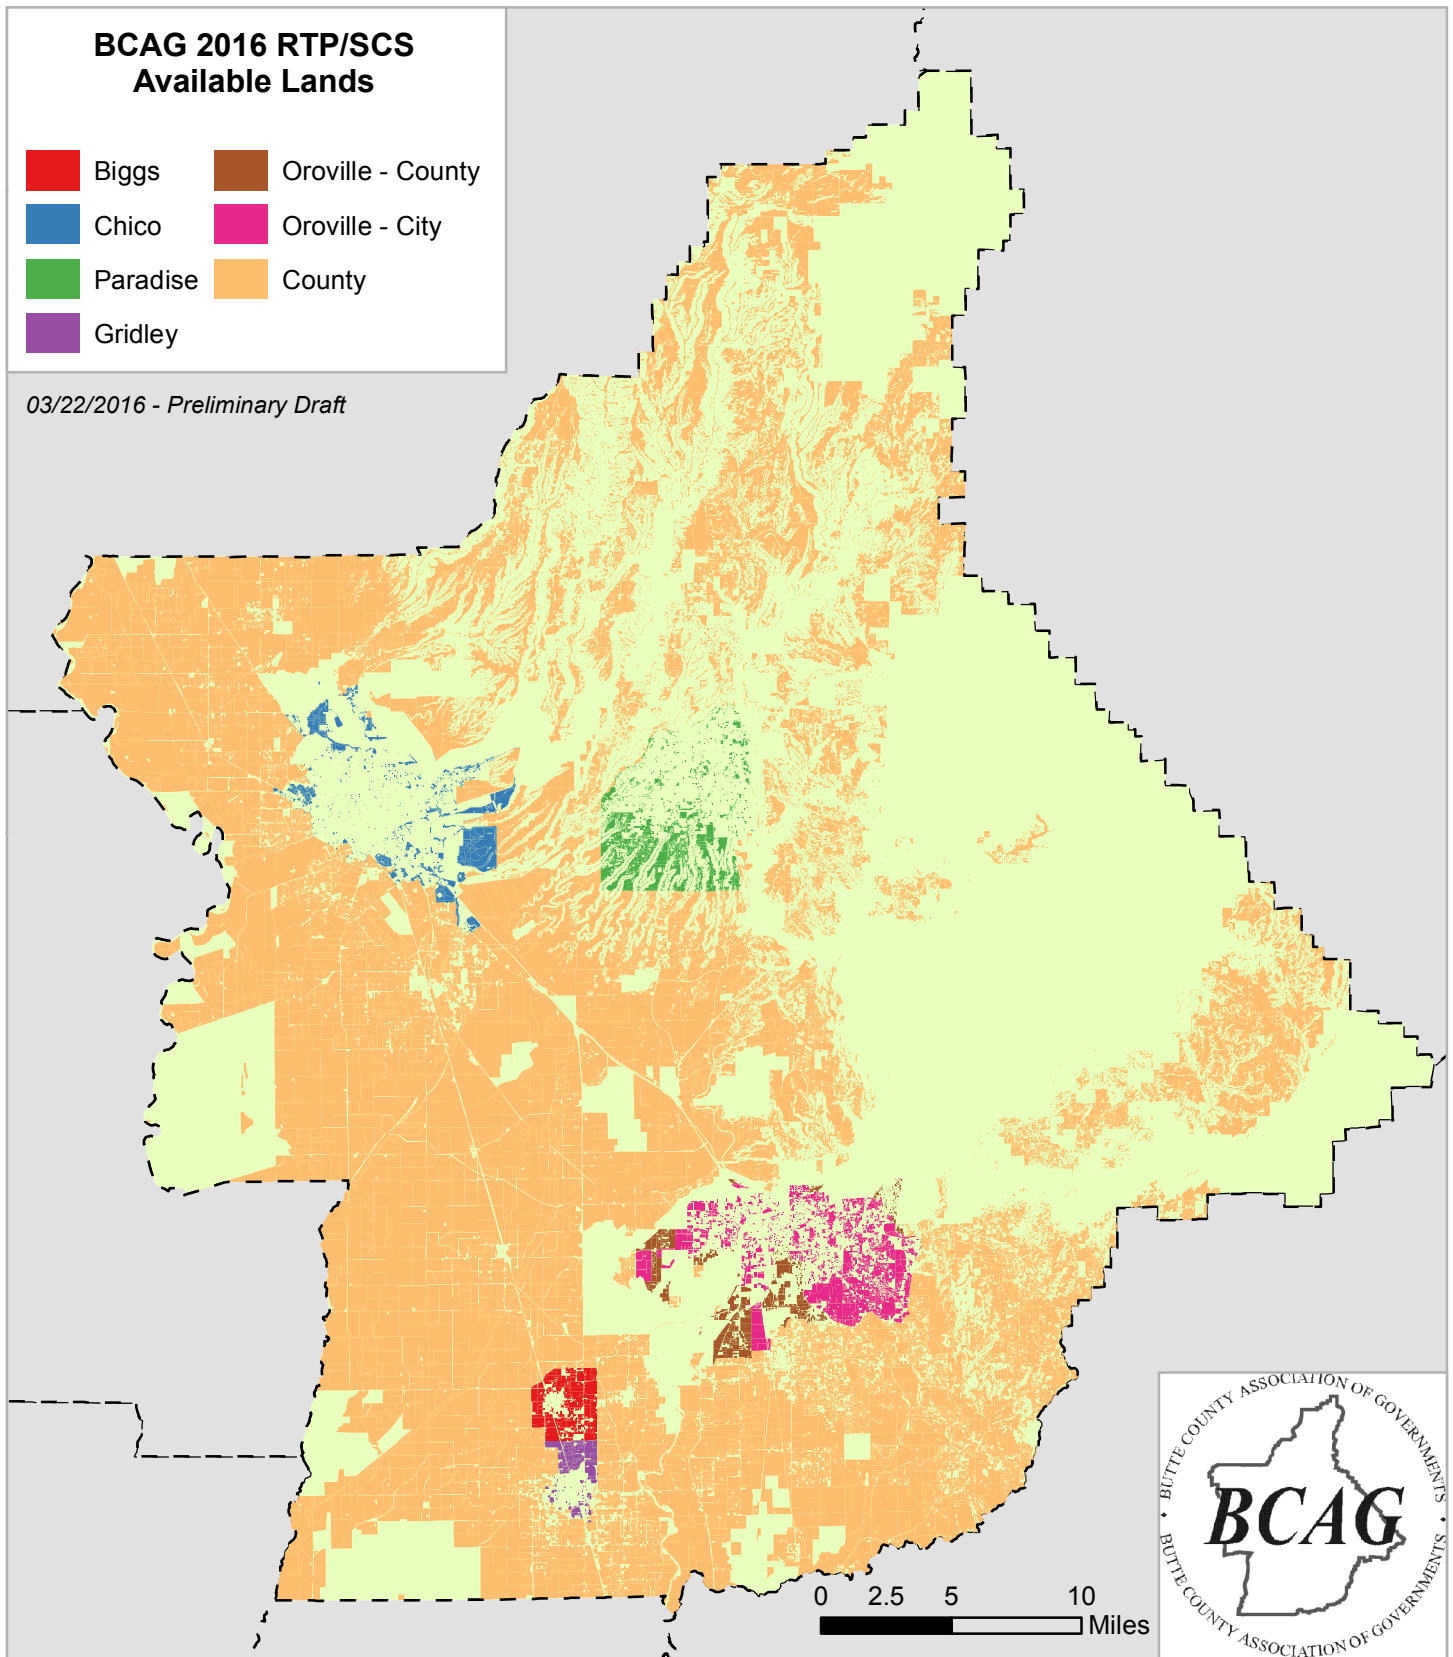 BCAG 2016 RTP/SCS
Available Lands
Biggs
Oroville - County
Chico
Oroville - City
Paradise
County
Gridley
03/22/2016 - Preliminary Draft
0 2.5 5 10
Miles
BUTTE COUNTY ASSOCIATION OF GOVERNMENTS
BCAG
BUTTE COUNTY ASSOCIATION OF GOVERNMENTS